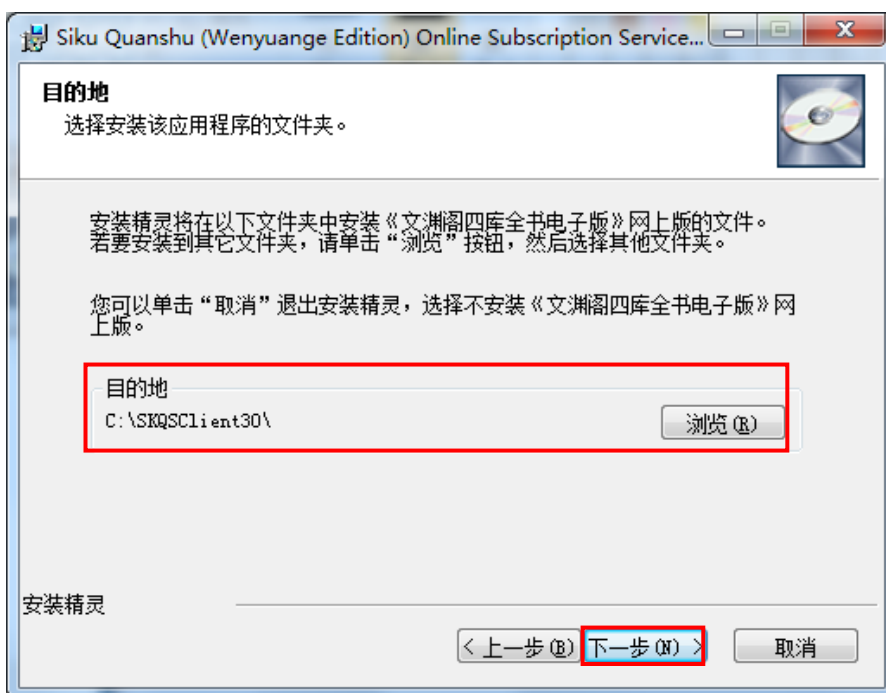 Siku Quanshu (Wenyuange Edition) Online Subscription Service...
目的地
选择安装该应用程序的文件夹。
安装精灵将在以下文件夹中安装《文渊阁四库全书电子版》网上版的文件。
若要安装到其它文件夹，请单击“浏览”按钮，然后选择其他文件夹。
您可以单击“取消”退出安装精灵，选择不安装《文渊阁四库全书电子版》网
上版。
目的地
C:\SKQSClient30\
浏览(R)
安装精灵
< 上一步(B) 下一步(N) > 取消